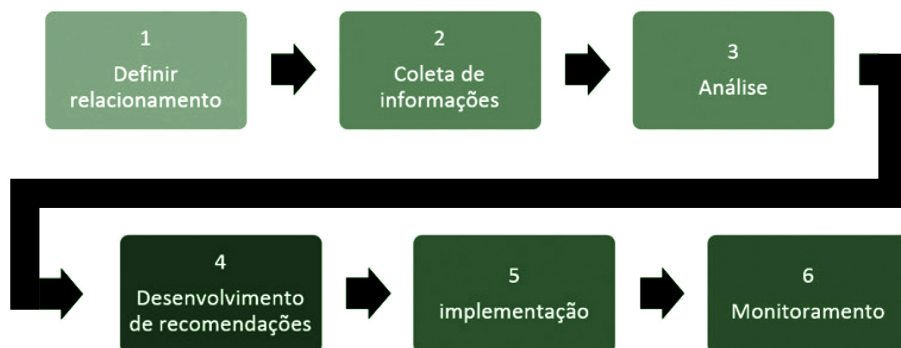 1
Definir
relacionamento
2
Coleta de
informações
3
Análise
4
Desenvolvimento
de recomendações
5
implementação
6
Monitoramento